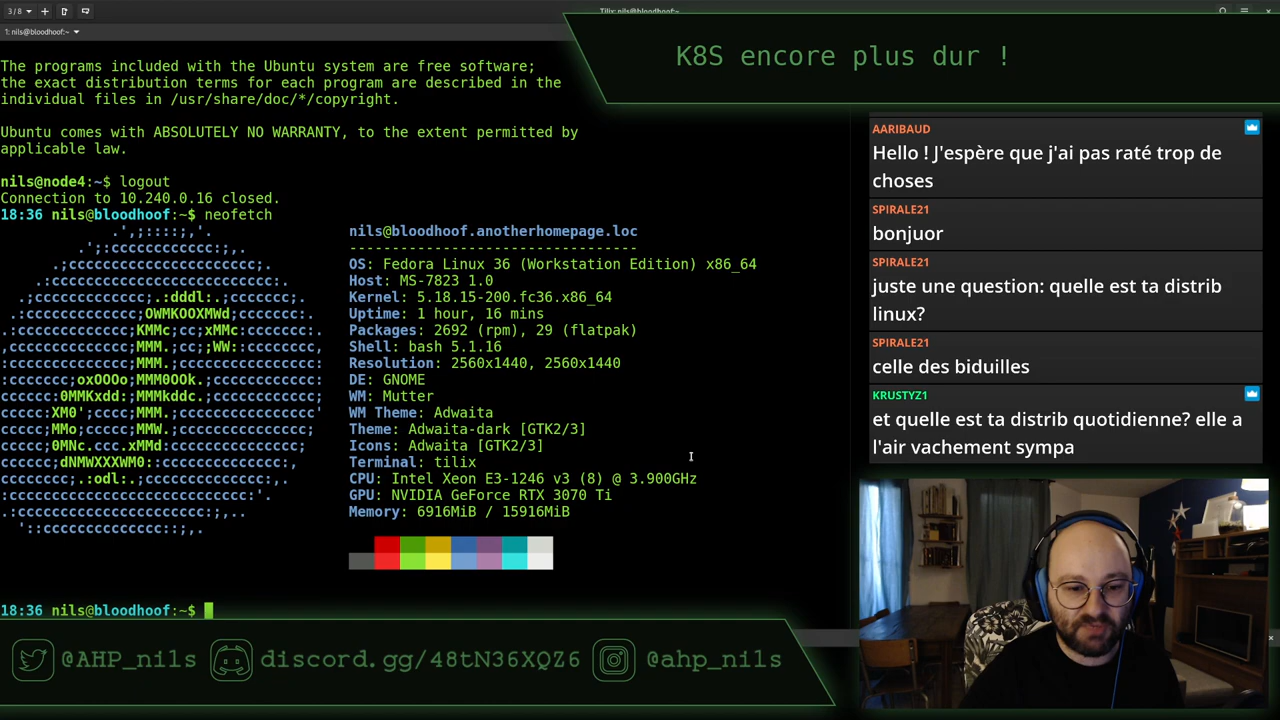 3/8
Tilix: nils@bloodhoof:~
1: nils@bloodhoof:~
K8S encore plus dur !
The programs included with the Ubuntu system are free software;
the exact distribution terms for each program are described in the
individual files in /usr/share/doc/*/copyright.
Ubuntu comes with ABSOLUTELY NO WARRANTY, to the extent permitted by
applicable law.
nils@node4:~$ logout
Connection to 10.240.0.16 closed.
18:36 nils@bloodhoof:~$ neofetch
nils@bloodhoof.anotherhomepage.loc
----------------------------------
OS: Fedora Linux 36 (Workstation Edition) x86_64
Host: MS-7823 1.0
Kernel: 5.18.15-200.fc36.x86_64
Uptime: 1 hour, 16 mins
Packages: 2692 (rpm), 29 (flatpak)
Shell: bash 5.1.16
Resolution: 2560x1440, 2560x1440
DE: GNOME
WM: Mutter
WM Theme: Adwaita
Theme: Adwaita-dark [GTK2/3]
Icons: Adwaita [GTK2/3]
Terminal: tilix
CPU: Intel Xeon E3-1246 v3 (8) @ 3.900GHz
GPU: NVIDIA GeForce RTX 3070 Ti
Memory: 6916MiB / 15916MiB
18:36 nils@bloodhoof:~$
AARIBAUD
Hello ! J'espère que j'ai pas raté trop de
choses
SPIRALE21
bonjuor
SPIRALE21
juste une question: quelle est ta distrib
linux?
SPIRALE21
celle des biduilles
KRUSTYZ1
et quelle est ta distrib quotidienne? elle a
l'air vachement sympa
@AHP_nils
discord.gg/48tN36XQZ6
@ahp_nils